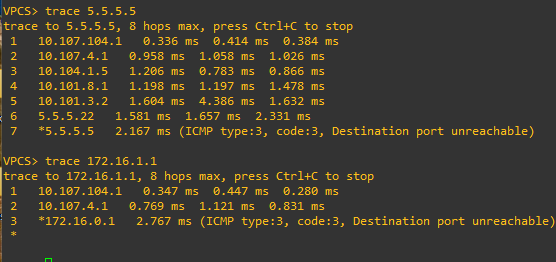 VPCS> trace 5.5.5.5
trace to 5.5.5.5, 8 hops max, press Ctrl+C to stop
1 10.107.104.1 0.336 ms 0.414 ms 0.384 ms
2 10.107.4.1 0.958 ms 1.058 ms 1.026 ms
3 10.104.1.5 1.206 ms 0.783 ms 0.866 ms
4 10.101.8.1 1.198 ms 1.197 ms 1.478 ms
5 10.101.3.2 1.604 ms 4.386 ms 1.632 ms
6 5.5.5.22 1.581 ms 1.657 ms 2.331 ms
7 *5.5.5.5 2.167 ms (ICMP type:3, code:3, Destination port unreachable)
VPCS> trace 172.16.1.1
trace to 172.16.1.1, 8 hops max, press Ctrl+C to stop
1 10.107.104.1 0.347 ms 0.447 ms 0.280 ms
2 10.107.4.1 0.769 ms 1.121 ms 0.831 ms
3 *172.16.0.1 2.767 ms (ICMP type:3, code:3, Destination port unreachable)
*